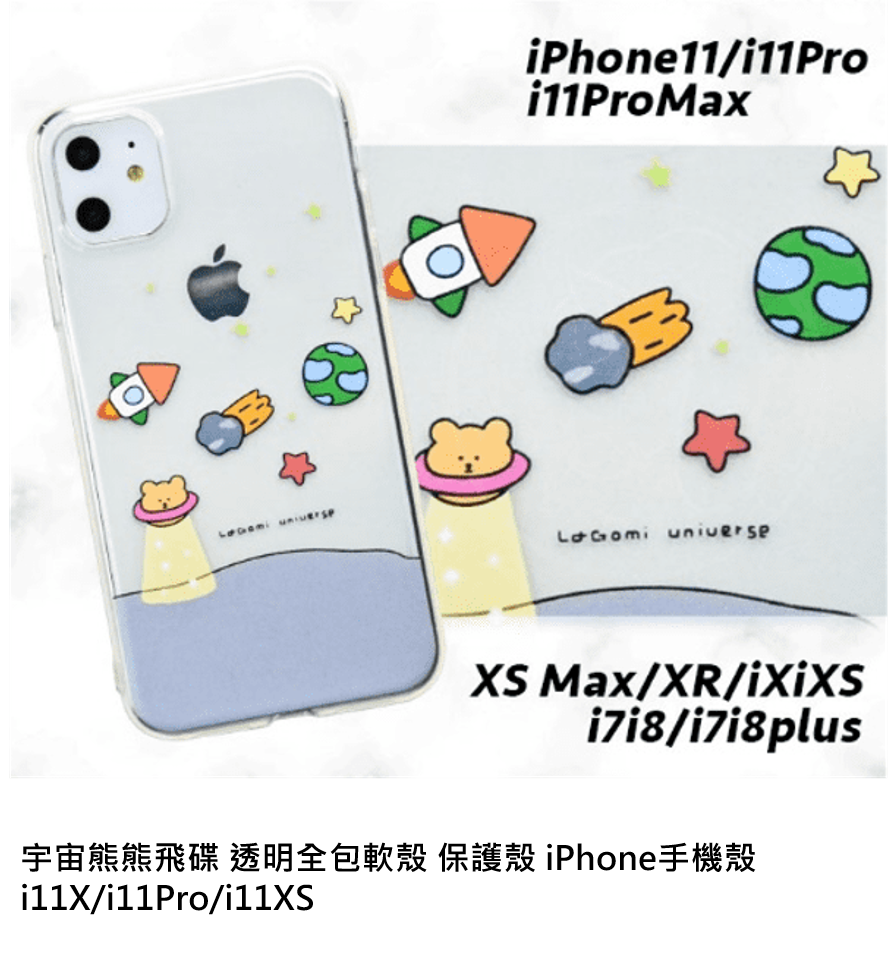 iPhone11/i11Pro
i11ProMax
LaGomi universe
LaGomi universe
XS Max/XR/iXiXS
i7i8/i7i8plus
宇宙熊熊飛碟 透明全包軟殼 保護殼 iPhone手機殼
i11X/i11Pro/i11XS